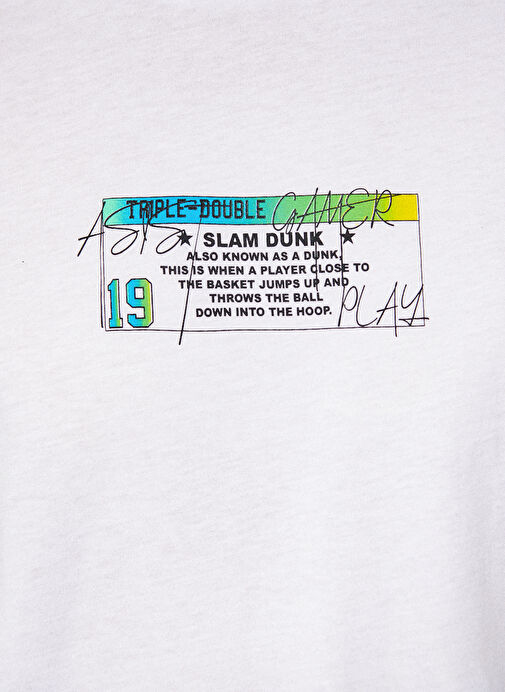 TRIPLE-DOUBLE GAMER
★ SLAM DUNK ★
ALSO KNOWN AS A DUNK,
THIS IS WHEN A PLAYER CLOSE TO
THE BASKET JUMPS UP AND
THROWS THE BALL
DOWN INTO THE HOOP.
19
PLAY